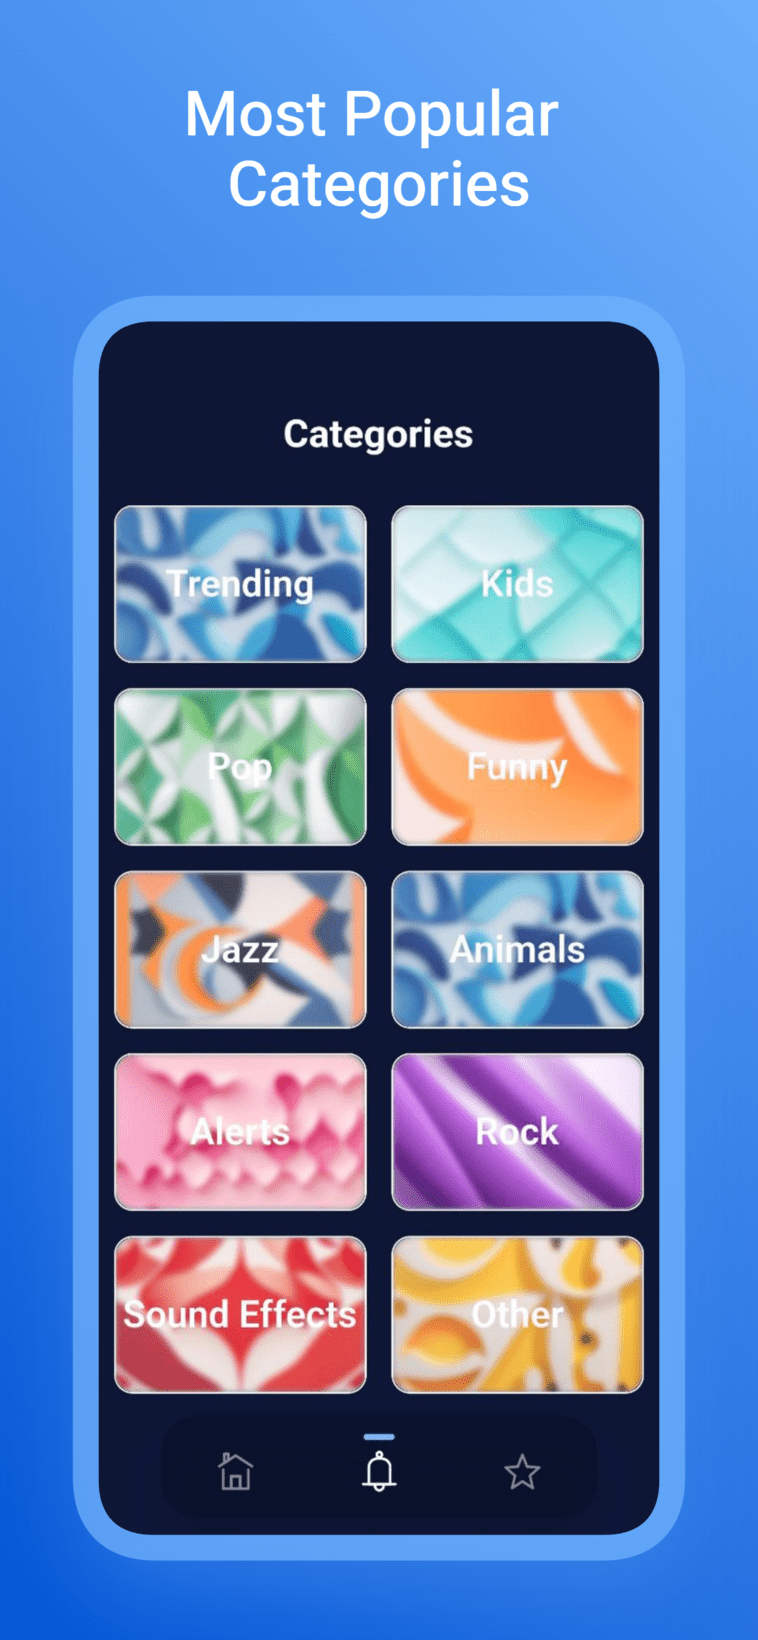 Most Popular
Categories
Categories
Trending
Kids
Pop
Funny
Jazz
Animals
Alerts
Rock
Sound Effects
Other